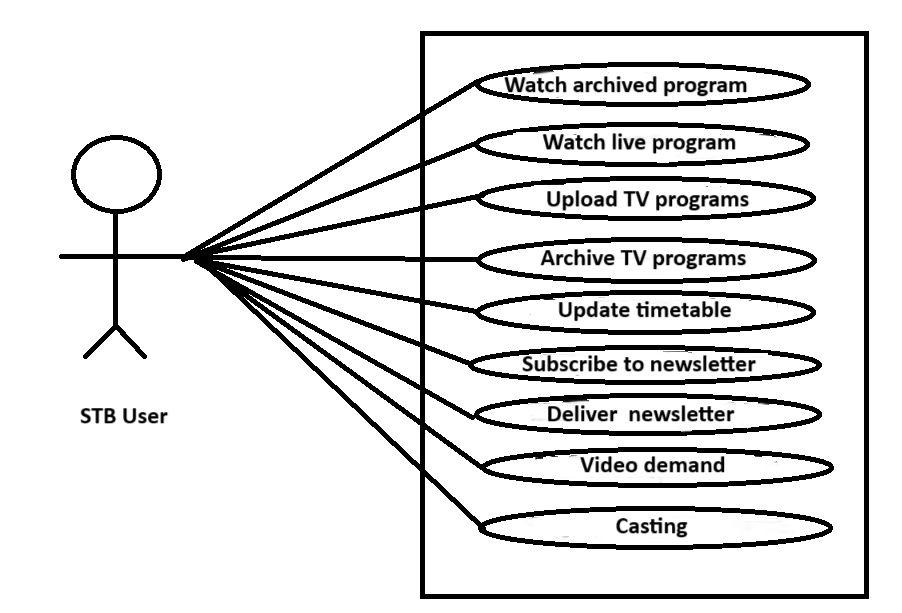 Watch archived program
Watch live program
Upload TV programs
Archive TV programs
Update timetable
Subscribe to newsletter
Deliver  newsletter
Video demand
Casting
STB User